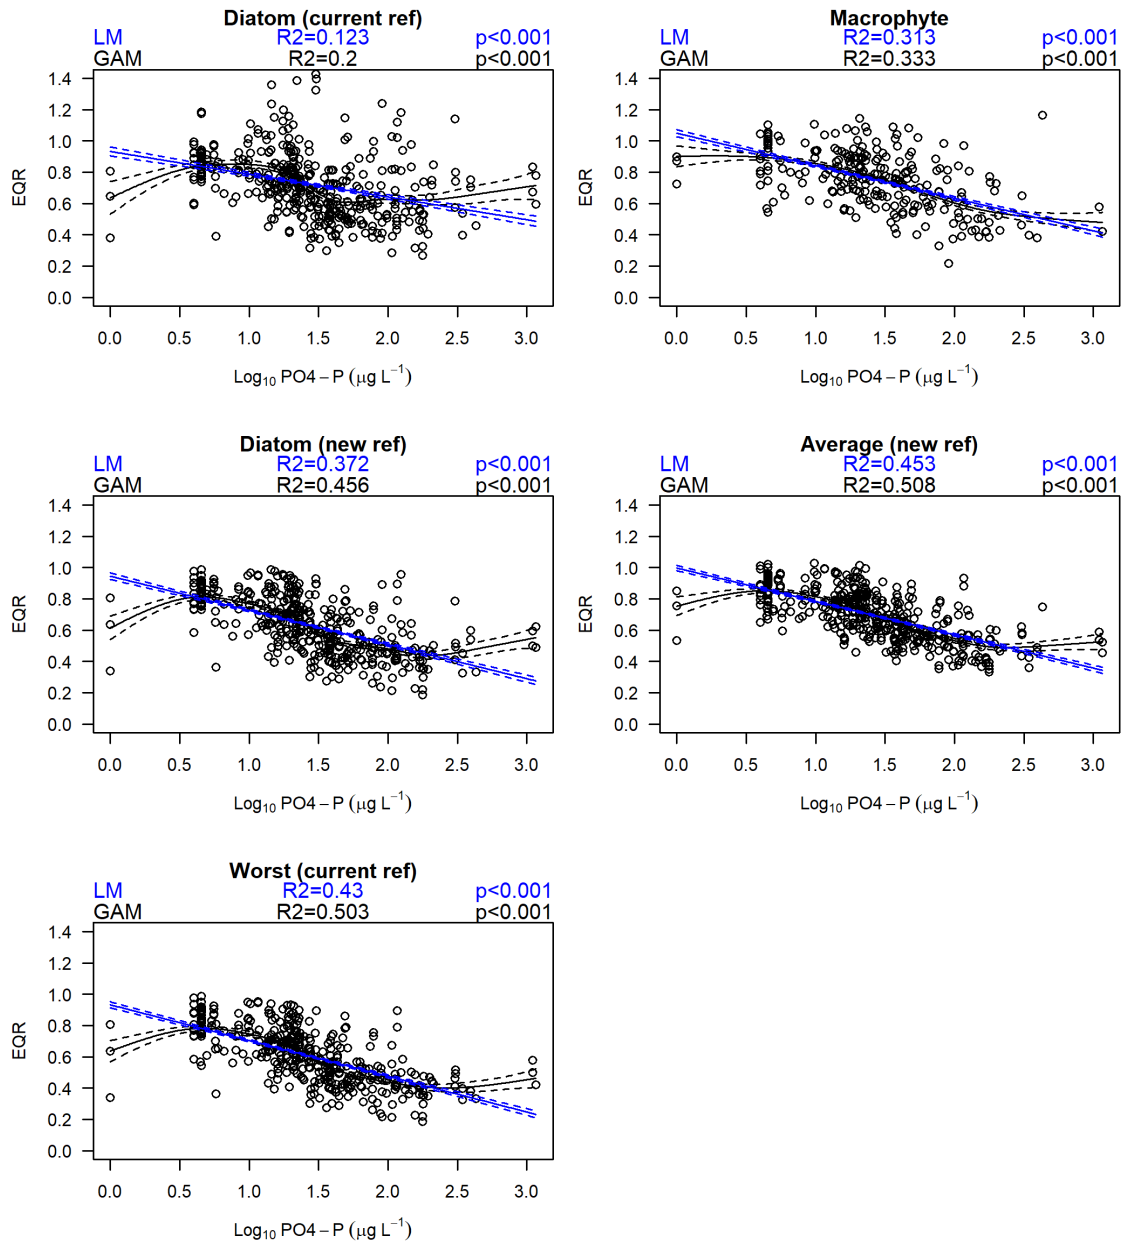 Diatom (current ref)
LM R2=0.123 p<0.001
GAM R2=0.2 p<0.001
1.4
1.2
1.0
0.8
0.6
0.4
0.2
0.0
EQR
0.0 0.5 1.0 1.5 2.0 2.5 3.0
Log₁₀ PO4 − P (μg L⁻¹)
Macrophyte
LM R2=0.313 p<0.001
GAM R2=0.333 p<0.001
1.4
1.2
1.0
0.8
0.6
0.4
0.2
0.0
EQR
0.0 0.5 1.0 1.5 2.0 2.5 3.0
Log₁₀ PO4 − P (μg L⁻¹)
Diatom (new ref)
LM R2=0.372 p<0.001
GAM R2=0.456 p<0.001
1.4
1.2
1.0
0.8
0.6
0.4
0.2
0.0
EQR
0.0 0.5 1.0 1.5 2.0 2.5 3.0
Log₁₀ PO4 − P (μg L⁻¹)
Average (new ref)
LM R2=0.453 p<0.001
GAM R2=0.508 p<0.001
1.4
1.2
1.0
0.8
0.6
0.4
0.2
0.0
EQR
0.0 0.5 1.0 1.5 2.0 2.5 3.0
Log₁₀ PO4 − P (μg L⁻¹)
Worst (current ref)
LM R2=0.43 p<0.001
GAM R2=0.503 p<0.001
1.4
1.2
1.0
0.8
0.6
0.4
0.2
0.0
EQR
0.0 0.5 1.0 1.5 2.0 2.5 3.0
Log₁₀ PO4 − P (μg L⁻¹)